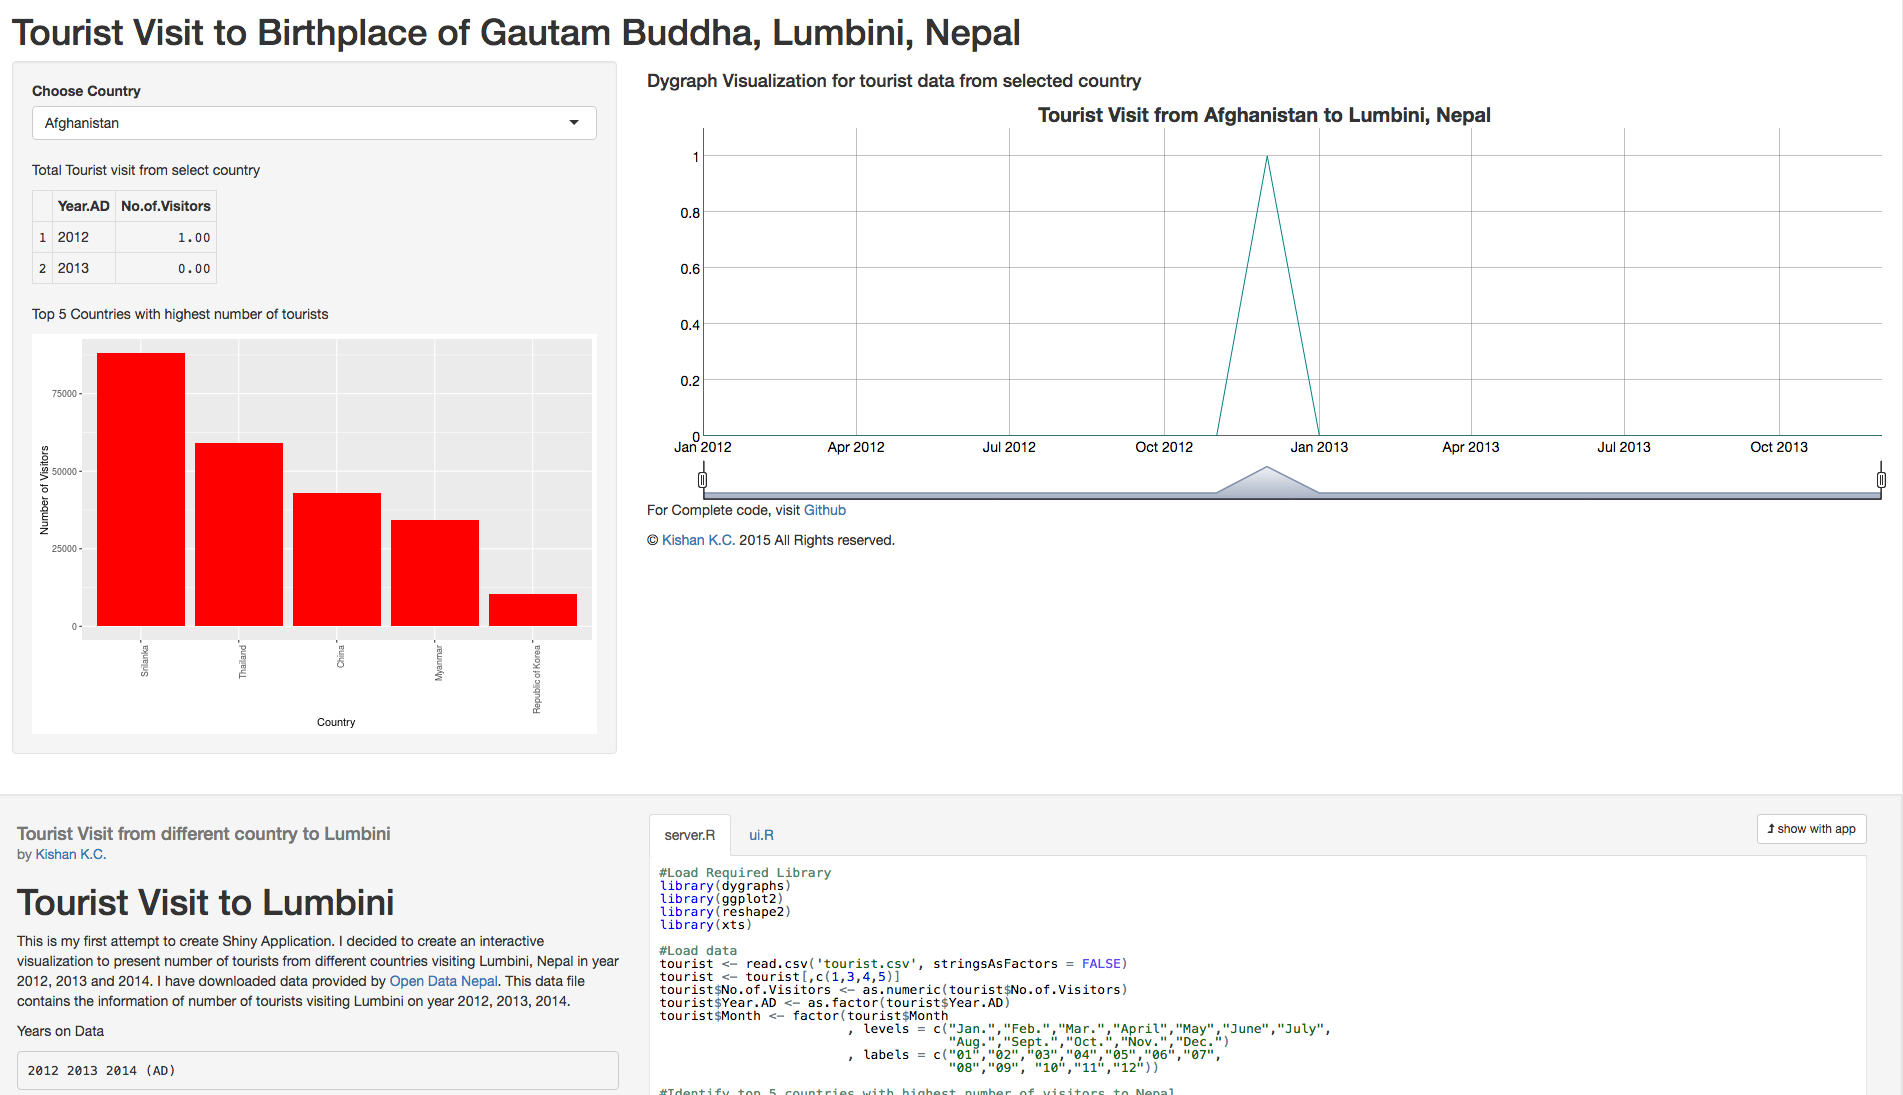 Tourist Visit to Birthplace of Gautam Buddha, Lumbini, Nepal
Choose Country
Afghanistan
Total Tourist visit from select country
Year.AD No.of.Visitors
1 2012 1.00
2 2013 0.00
Top 5 Countries with highest number of tourists
Number of Visitors
75000
50000
25000
0
Srilanka
Thailand
China
Myanmar
Republic of Korea
Country
Dygraph Visualization for tourist data from selected country
Tourist Visit from Afghanistan to Lumbini, Nepal
1
0.8
0.6
0.4
0.2
0
Jan 2012 Apr 2012 Jul 2012 Oct 2012 Jan 2013 Apr 2013 Jul 2013 Oct 2013
For Complete code, visit Github
© Kishan K.C. 2015 All Rights reserved.
Tourist Visit from different country to Lumbini
by Kishan K.C.
Tourist Visit to Lumbini
This is my first attempt to create Shiny Application. I decided to create an interactive
visualization to present number of tourists from different countries visiting Lumbini, Nepal in year
2012, 2013 and 2014. I have downloaded data provided by Open Data Nepal. This data file
contains the information of number of tourists visiting Lumbini on year 2012, 2013, 2014.
Years on Data
2012 2013 2014 (AD)
server.R ui.R
show with app
#Load Required Library
library(dygraphs)
library(ggplot2)
library(reshape2)
library(xts)
#Load data
tourist <- read.csv('tourist.csv', stringsAsFactors = FALSE)
tourist <- tourist[,c(1,3,4,5)]
tourist$No.of.Visitors <- as.numeric(tourist$No.of.Visitors)
tourist$Year.AD <- as.factor(tourist$Year.AD)
tourist$Month <- factor(tourist$Month
, levels = c("Jan.","Feb.","Mar.","April","May","June","July",
"Aug.","Sept.","Oct.","Nov.","Dec.")
, labels = c("01","02","03","04","05","06","07",
"08","09", "10","11","12"))
#Identify top 5 countries with highest number of visitors to Nepal